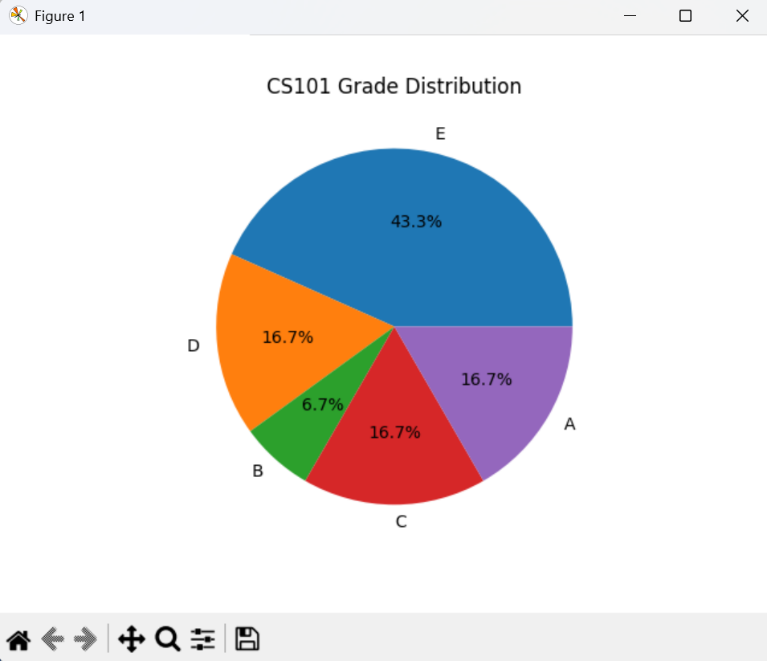 Figure 1
CS101 Grade Distribution
E
43.3%
D
16.7%
16.7%
A
6.7%
16.7%
B
C